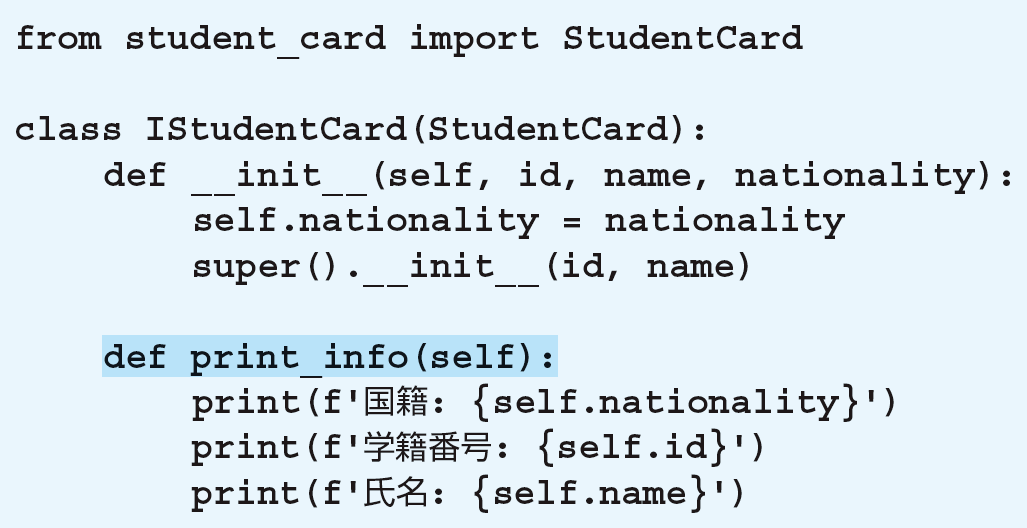 from student_card import StudentCard

class IStudentCard(StudentCard):
    def __init__(self, id, name, nationality):
        self.nationality = nationality
        super().__init__(id, name)

    def print_info(self):
        print(f'国籍: {self.nationality}')
        print(f'学籍番号: {self.id}')
        print(f'氏名: {self.name}')